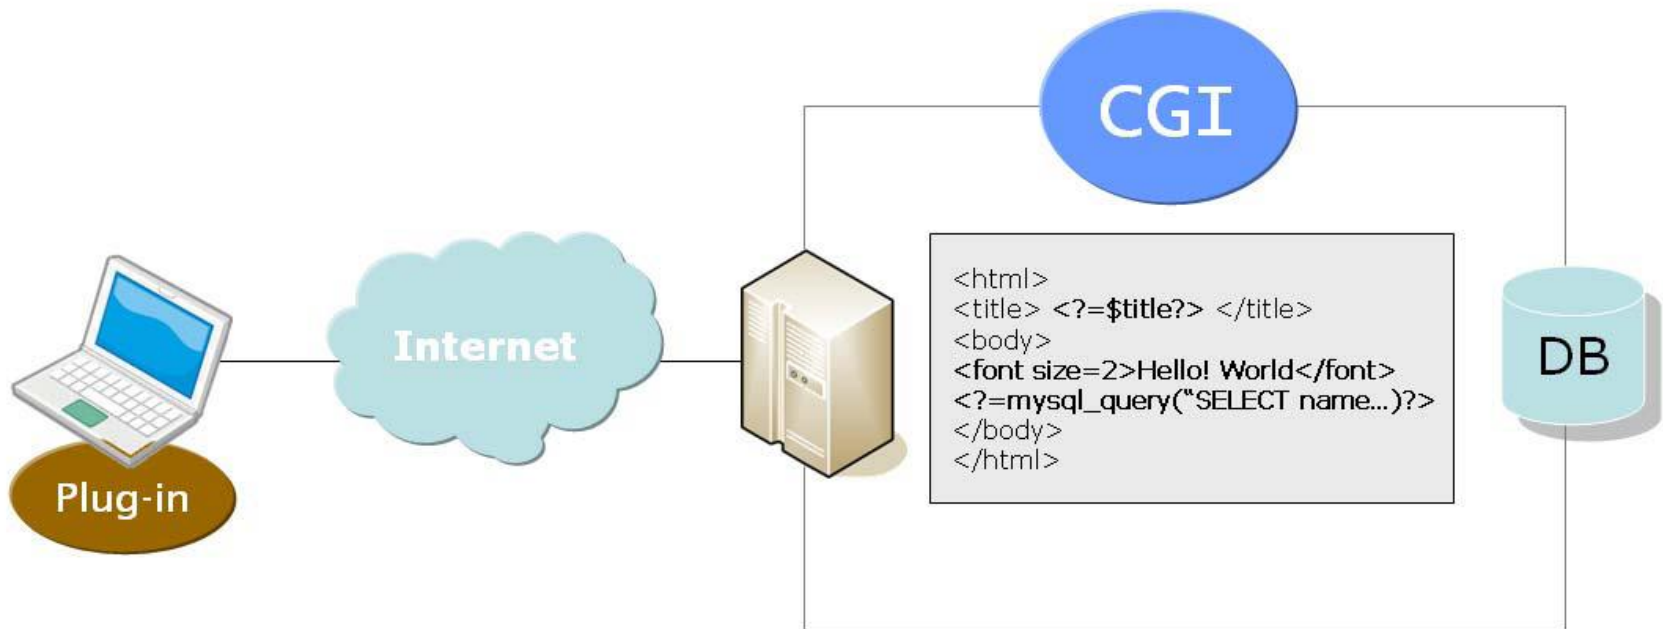 CGI
<html>
<title> <?=$title?> </title>
<body>
<font size=2>Hello! World</font>
<?=mysql_query(“SELECT name...)?>
</body>
</html>
Internet
DB
Plug-in